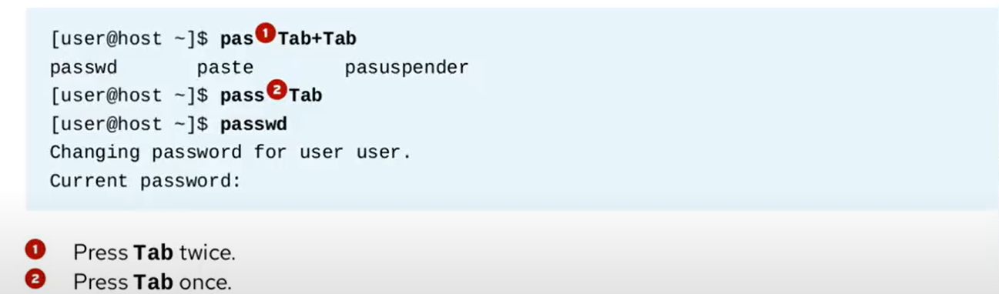 [user@host ~]$ pas1Tab+Tab
passwd paste pasuspender
[user@host ~]$ pass2Tab
[user@host ~]$ passwd
Changing password for user user.
Current password:
1 Press Tab twice.
2 Press Tab once.